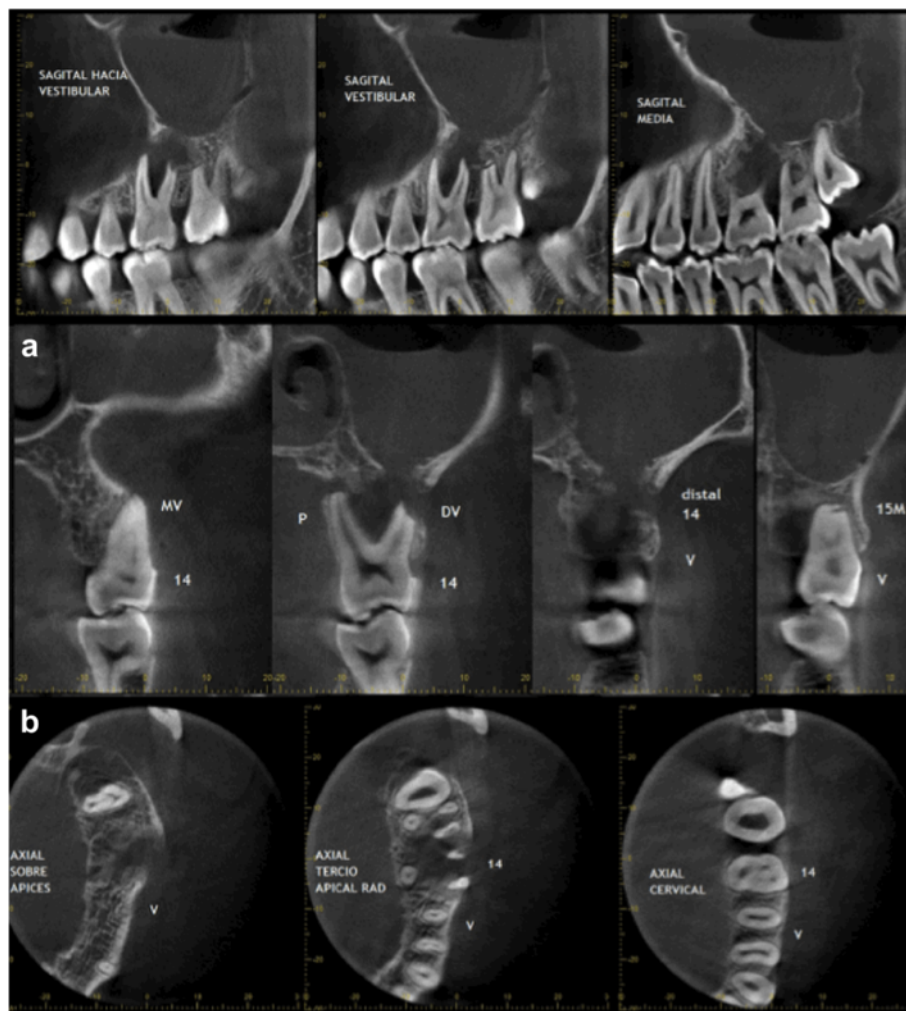 SAGITAL HACIA
VESTIBULAR
SAGITAL
VESTIBULAR
SAGITAL
MEDIA
a
MV
14
P
DV
14
distal
14
V
15M
V
b
AXIAL
SOBRE
APICES
V
AXIAL
TERCIO
APICAL RAD
14
V
AXIAL
CERVICAL
14
V